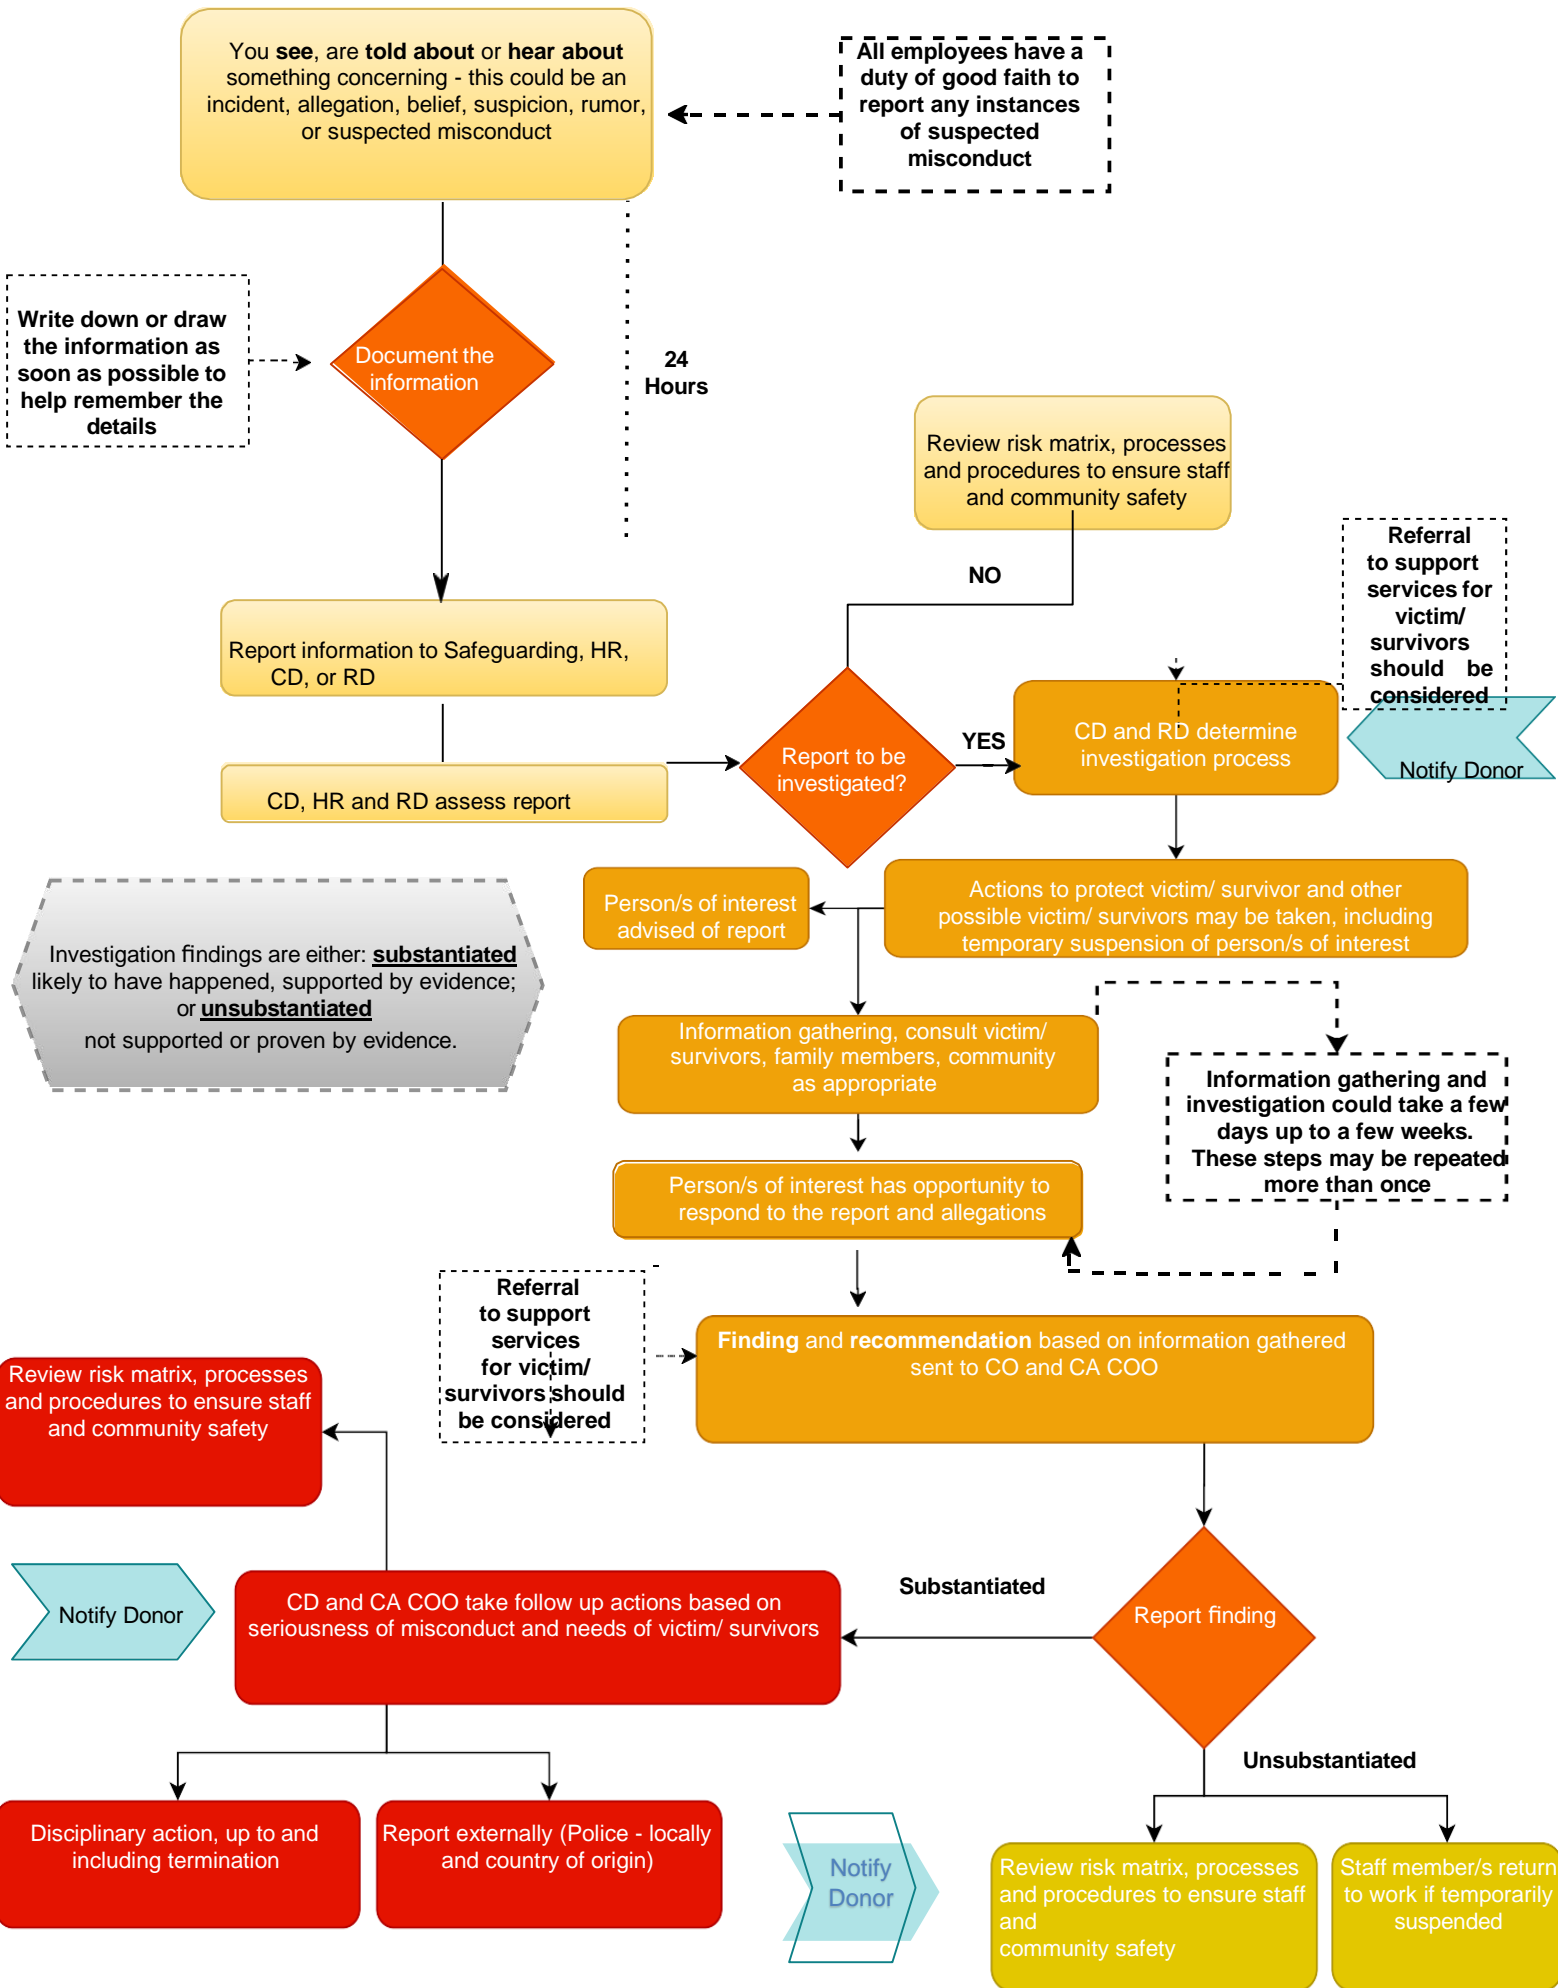 You see, are told about or hear about
something concerning - this could be an
incident, allegation, belief, suspicion, rumor,
or suspected misconduct
All employees have a
duty of good faith to
report any instances
of suspected
misconduct
Write down or draw
the information as
soon as possible to
help remember the
details
Document the
information
24
Hours
Review risk matrix, processes
and procedures to ensure staff
and community safety
NO
Referral
to support
services for
victim/
survivors
should be
considered
Report information to Safeguarding, HR,
CD, or RD
CD, HR and RD assess report
Report to be
investigated?
YES
CD and RD determine
investigation process
Notify Donor
Person/s of interest
advised of report
Actions to protect victim/ survivor and other
possible victim/ survivors may be taken, including
temporary suspension of person/s of interest
Investigation findings are either: substantiated
likely to have happened, supported by evidence;
or unsubstantiated
not supported or proven by evidence.
Information gathering, consult victim/
survivors, family members, community
as appropriate
Information gathering and
investigation could take a few
days up to a few weeks.
These steps may be repeated
more than once
Person/s of interest has opportunity to
respond to the report and allegations
Referral
to support
services
for victim/
survivors should
be considered
Finding and recommendation based on information gathered
sent to CO and CA COO
Review risk matrix, processes
and procedures to ensure staff
and community safety
Notify Donor
CD and CA COO take follow up actions based on
seriousness of misconduct and needs of victim/ survivors
Substantiated
Report finding
Unsubstantiated
Disciplinary action, up to and
including termination
Report externally (Police - locally
and country of origin)
Notify
Donor
Review risk matrix, processes
and procedures to ensure staff
and
community safety
Staff member/s return
to work if temporarily
suspended